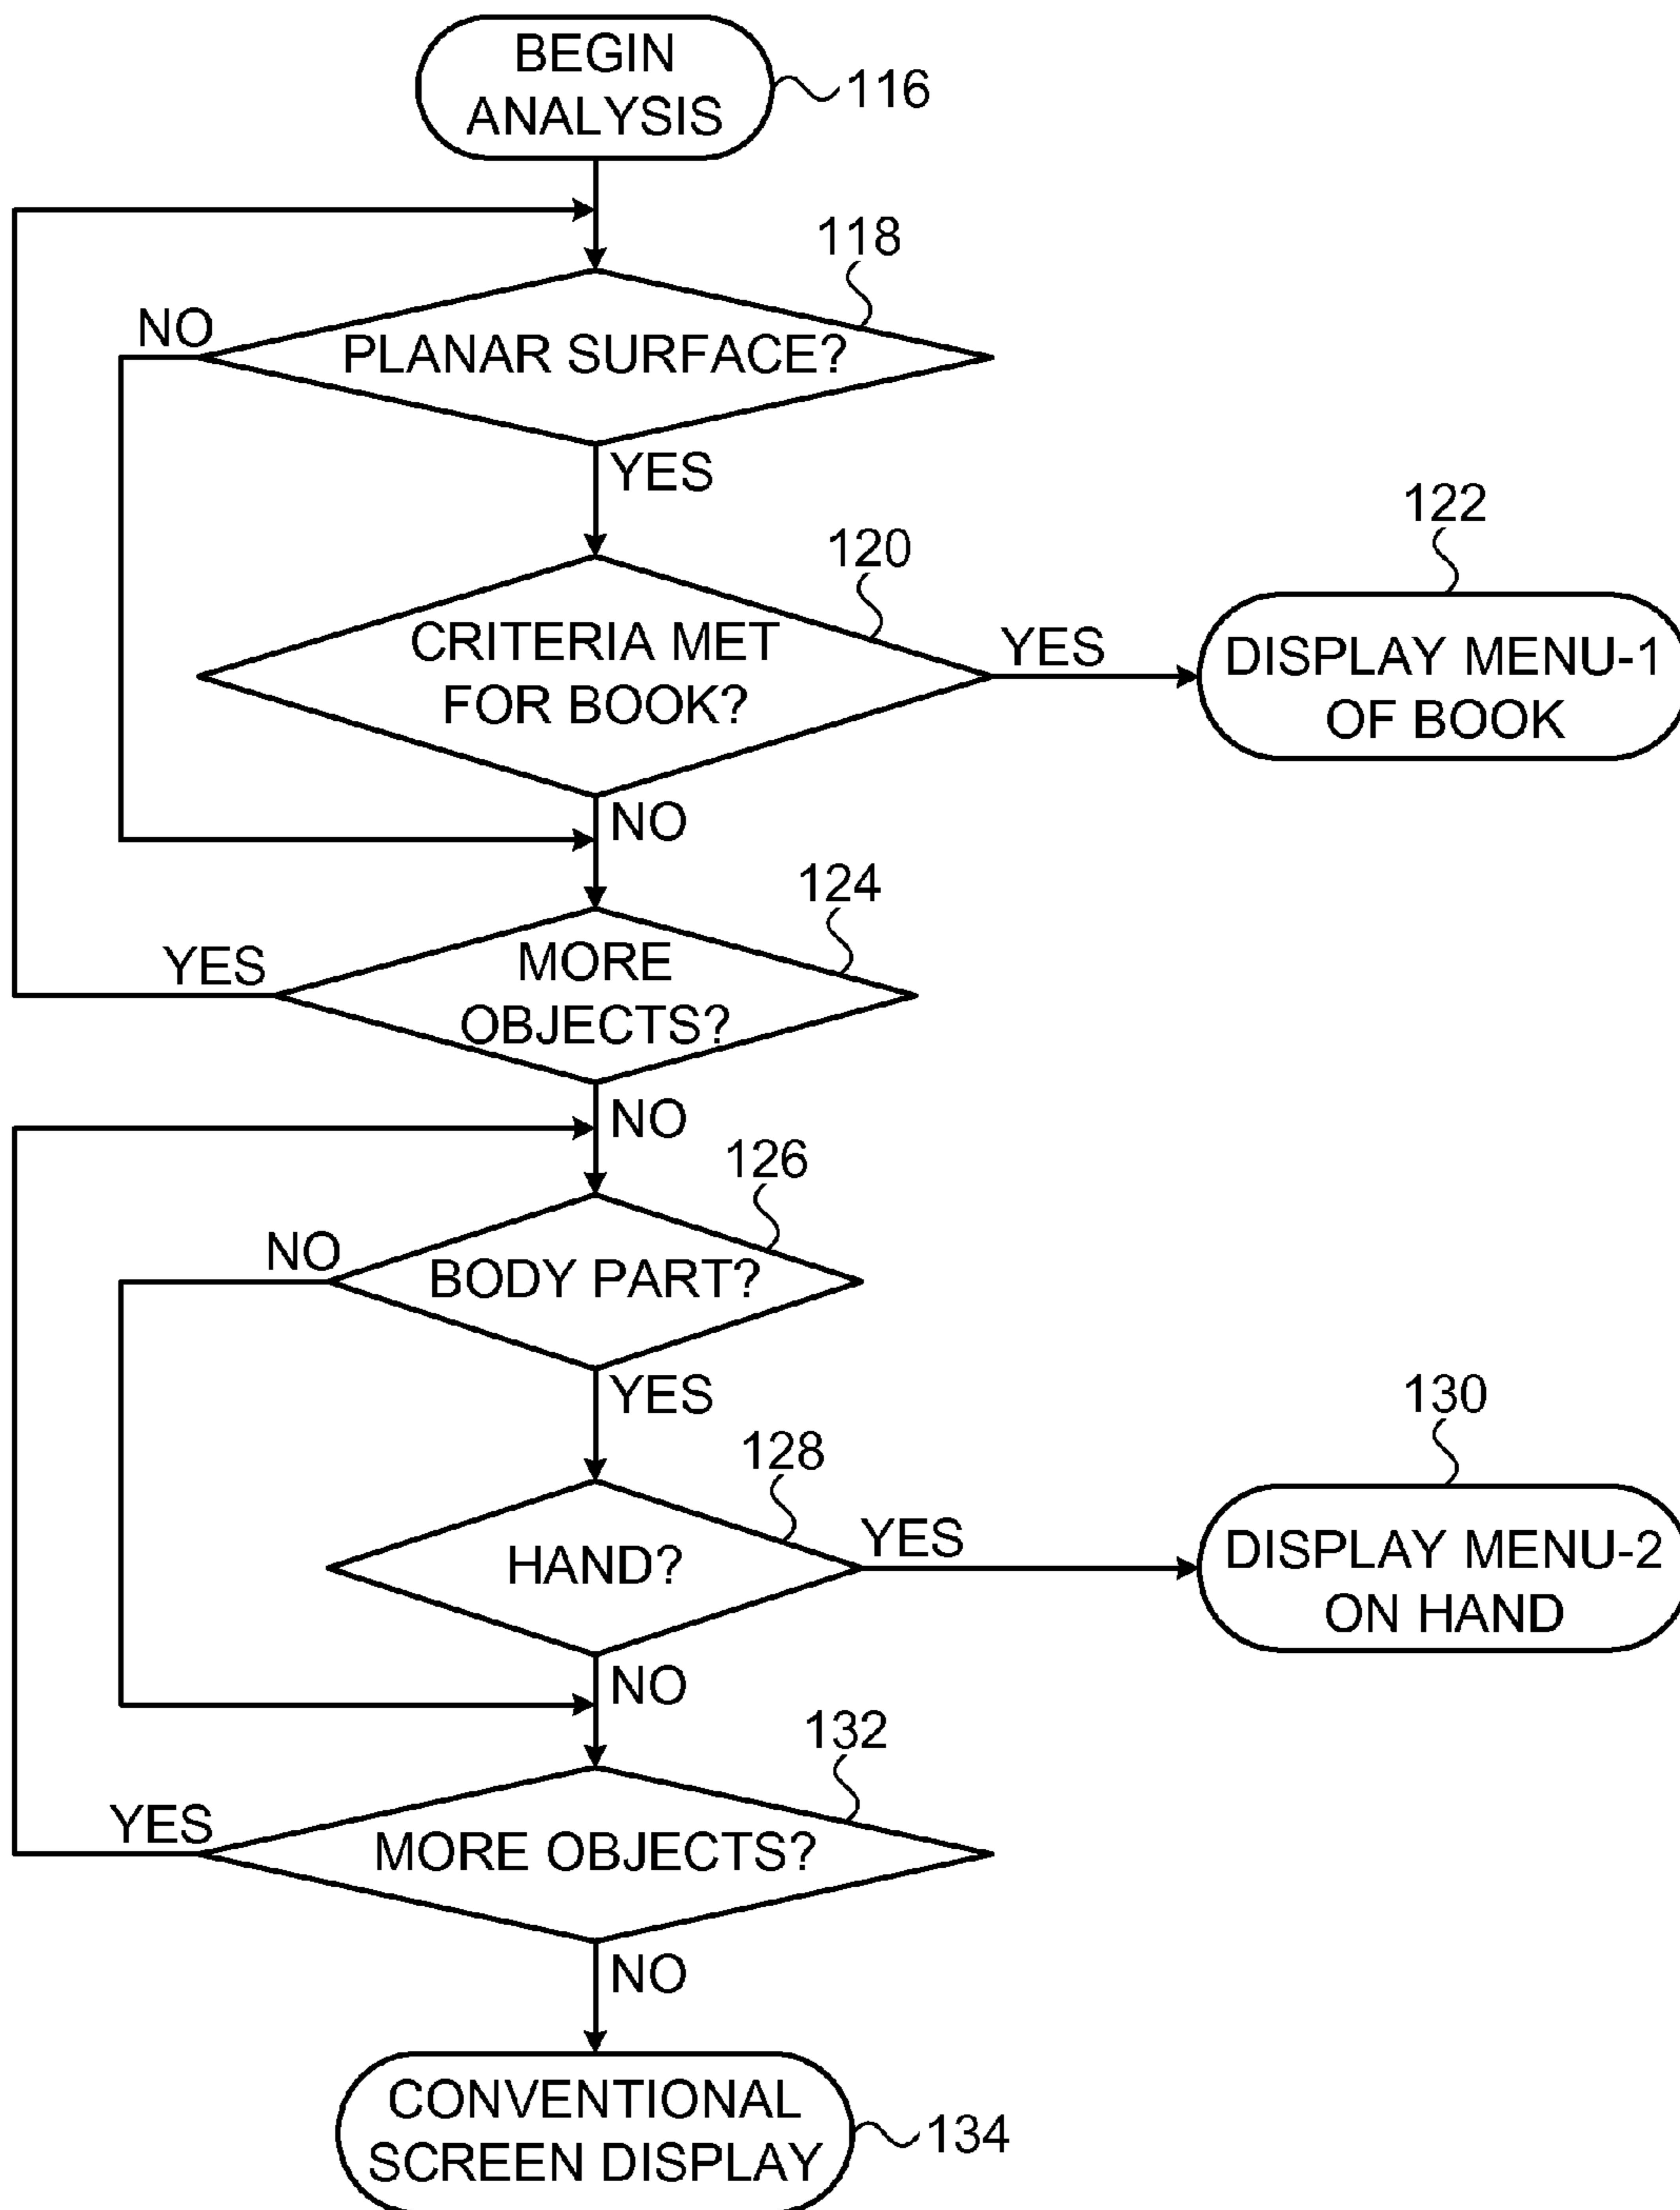 BEGIN
ANALYSIS
116
118
NO
PLANAR SURFACE?
YES
120
122
CRITERIA MET
FOR BOOK?
YES
DISPLAY MENU-1
OF BOOK
NO
124
YES
MORE
OBJECTS?
NO
126
NO
BODY PART?
YES
128
130
HAND?
YES
DISPLAY MENU-2
ON HAND
NO
132
YES
MORE OBJECTS?
NO
CONVENTIONAL
SCREEN DISPLAY
134